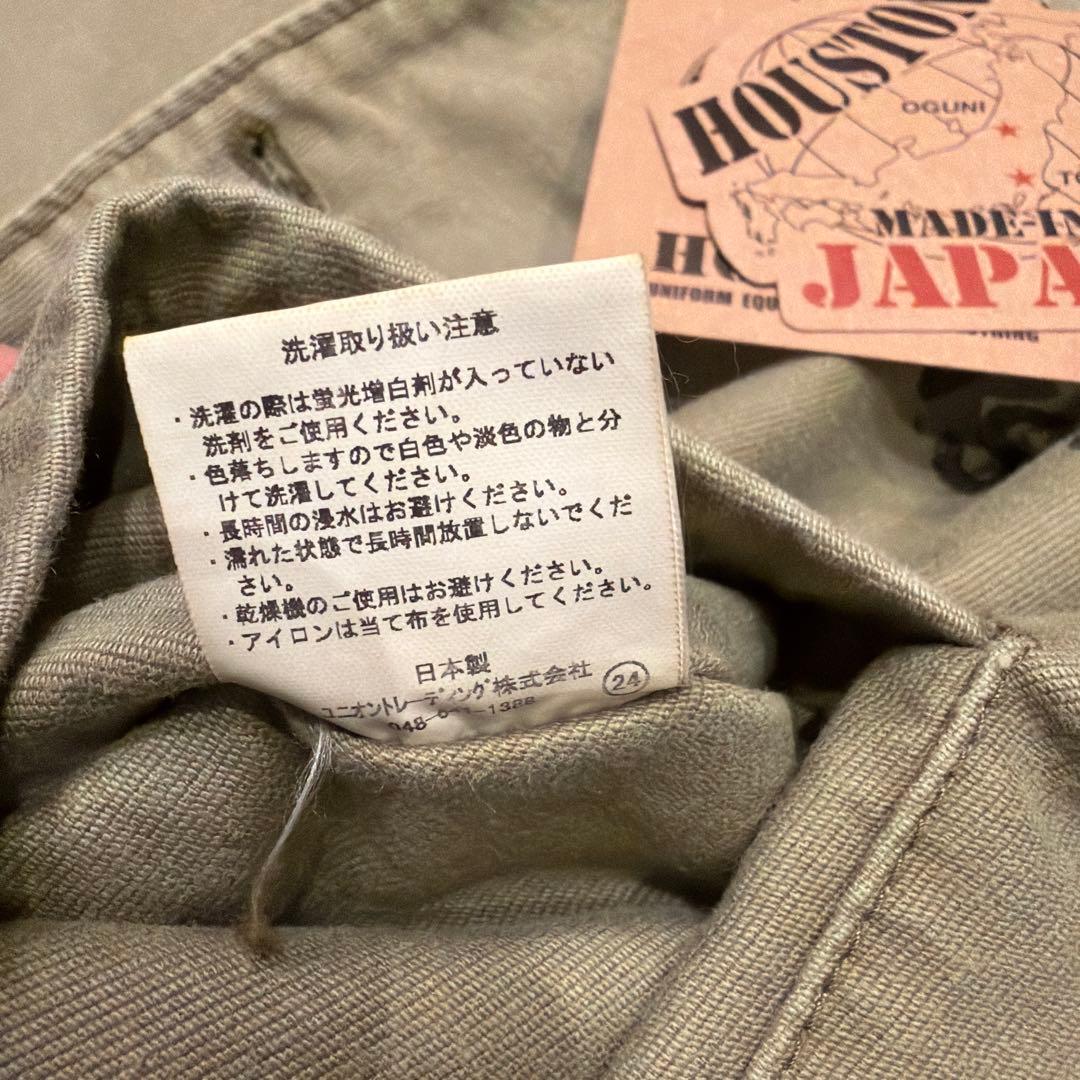 HOUSTON
OGUNI
MADE-IN
JAPA
UNIFORM EQU
洗濯取り扱い注意
・洗濯の際は蛍光増白剤が入っていない
洗剤をご使用ください。
・色落ちしますので白色や淡色の物と分
けて洗濯してください。
・長時間の浸水はお避けください。
・濡れた状態で長時間放置しないでくだ
さい。
・乾燥機のご使用はお避けください。
・アイロンは当て布を使用してください。
日本製
ユニオントレーディング株式会社 24